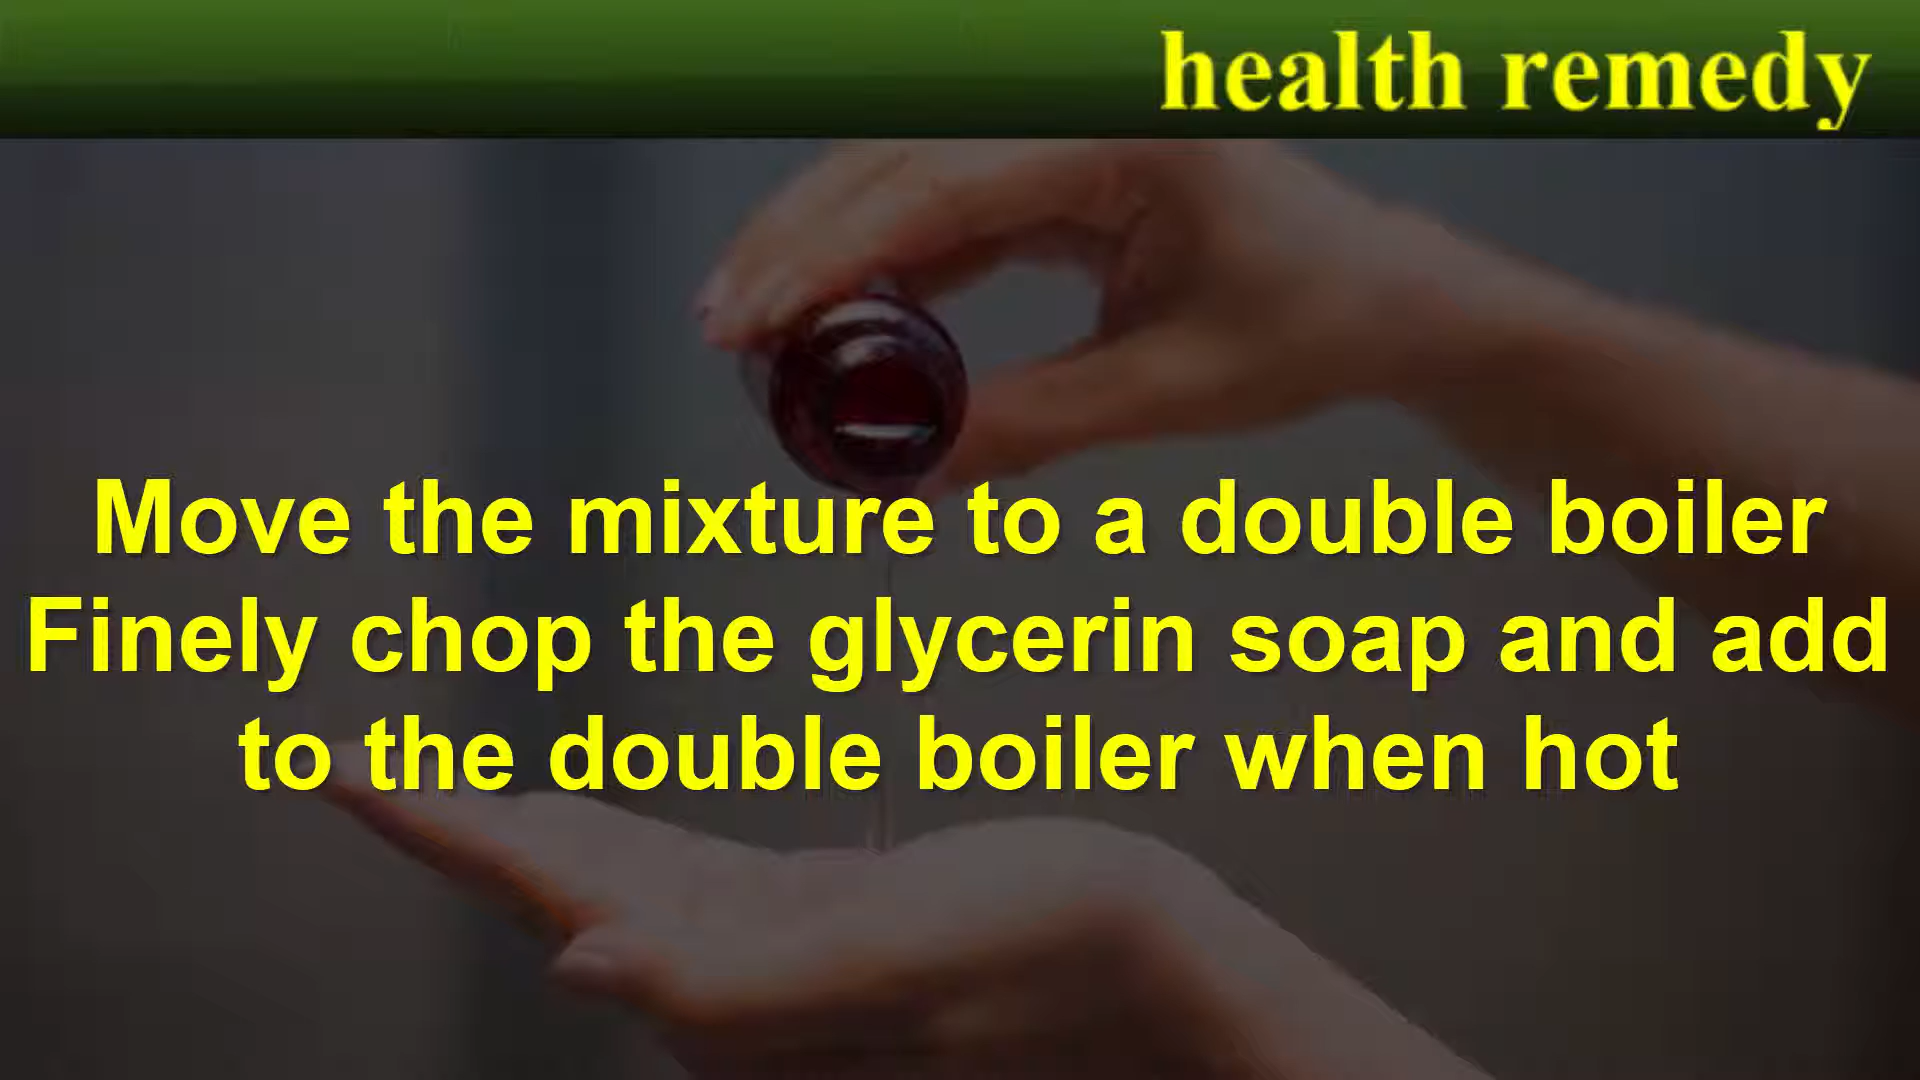 health remedy
Move the mixture to a double boiler
Finely chop the glycerin soap and add
to the double boiler when hot